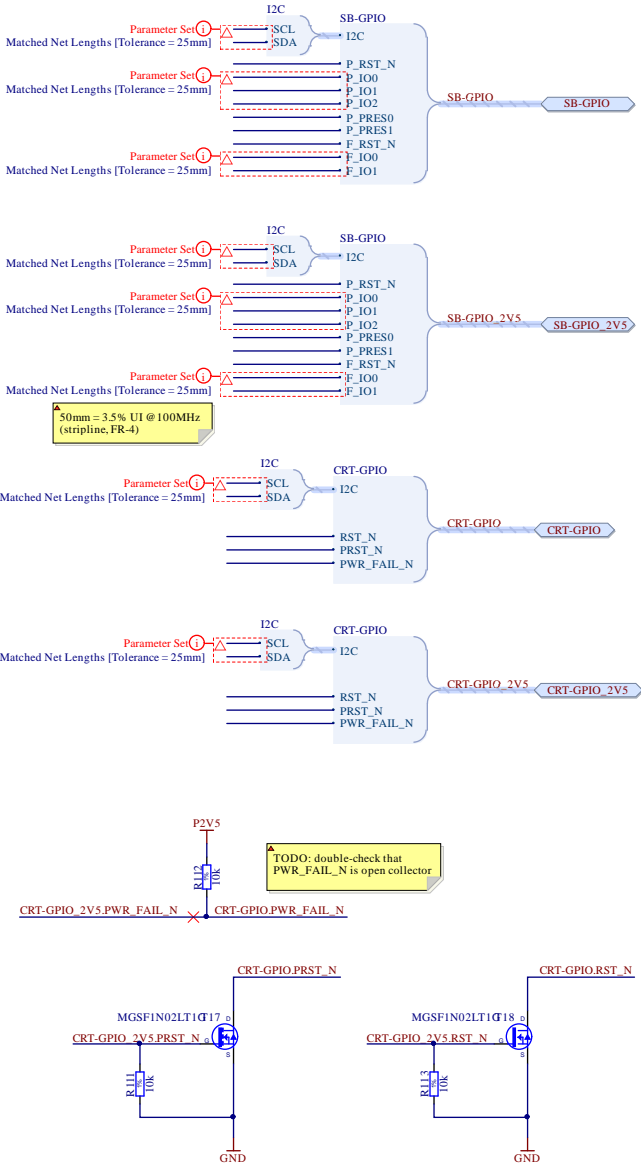 I2C
SB-GPIO
Parameter Set i
SCL
I2C
Matched Net Lengths [Tolerance = 25mm]
SDA
P_RST_N
Parameter Set i
P_IO0
Matched Net Lengths [Tolerance = 25mm]
P_IO1
P_IO2
SB-GPIO
SB-GPIO
P_PRES0
P_PRES1
F_RST_N
Parameter Set i
F_IO0
Matched Net Lengths [Tolerance = 25mm]
F_IO1
I2C
SB-GPIO
Parameter Set i
SCL
I2C
Matched Net Lengths [Tolerance = 25mm]
SDA
P_RST_N
Parameter Set i
P_IO0
Matched Net Lengths [Tolerance = 25mm]
P_IO1
P_IO2
SB-GPIO_2V5
SB-GPIO_2V5
P_PRES0
P_PRES1
F_RST_N
Parameter Set i
F_IO0
Matched Net Lengths [Tolerance = 25mm]
F_IO1
50mm = 3.5% UI @100MHz
(stripline, FR-4)
I2C
CRT-GPIO
Parameter Set i
SCL
I2C
Matched Net Lengths [Tolerance = 25mm]
SDA
CRT-GPIO
CRT-GPIO
RST_N
PRST_N
PWR_FAIL_N
I2C
CRT-GPIO
Parameter Set i
SCL
I2C
Matched Net Lengths [Tolerance = 25mm]
SDA
CRT-GPIO_2V5
CRT-GPIO_2V5
RST_N
PRST_N
PWR_FAIL_N
P2V5
R112
1%
10k
TODO: double-check that
PWR_FAIL_N is open collector
CRT-GPIO_2V5.PWR_FAIL_N
CRT-GPIO.PWR_FAIL_N
CRT-GPIO.PRST_N
MGSF1N02LT1G
T17
D
CRT-GPIO_2V5.PRST_N
G
S
R111
1%
10k
GND
CRT-GPIO.RST_N
MGSF1N02LT1G
T18
D
CRT-GPIO_2V5.RST_N
G
S
R113
1%
10k
GND